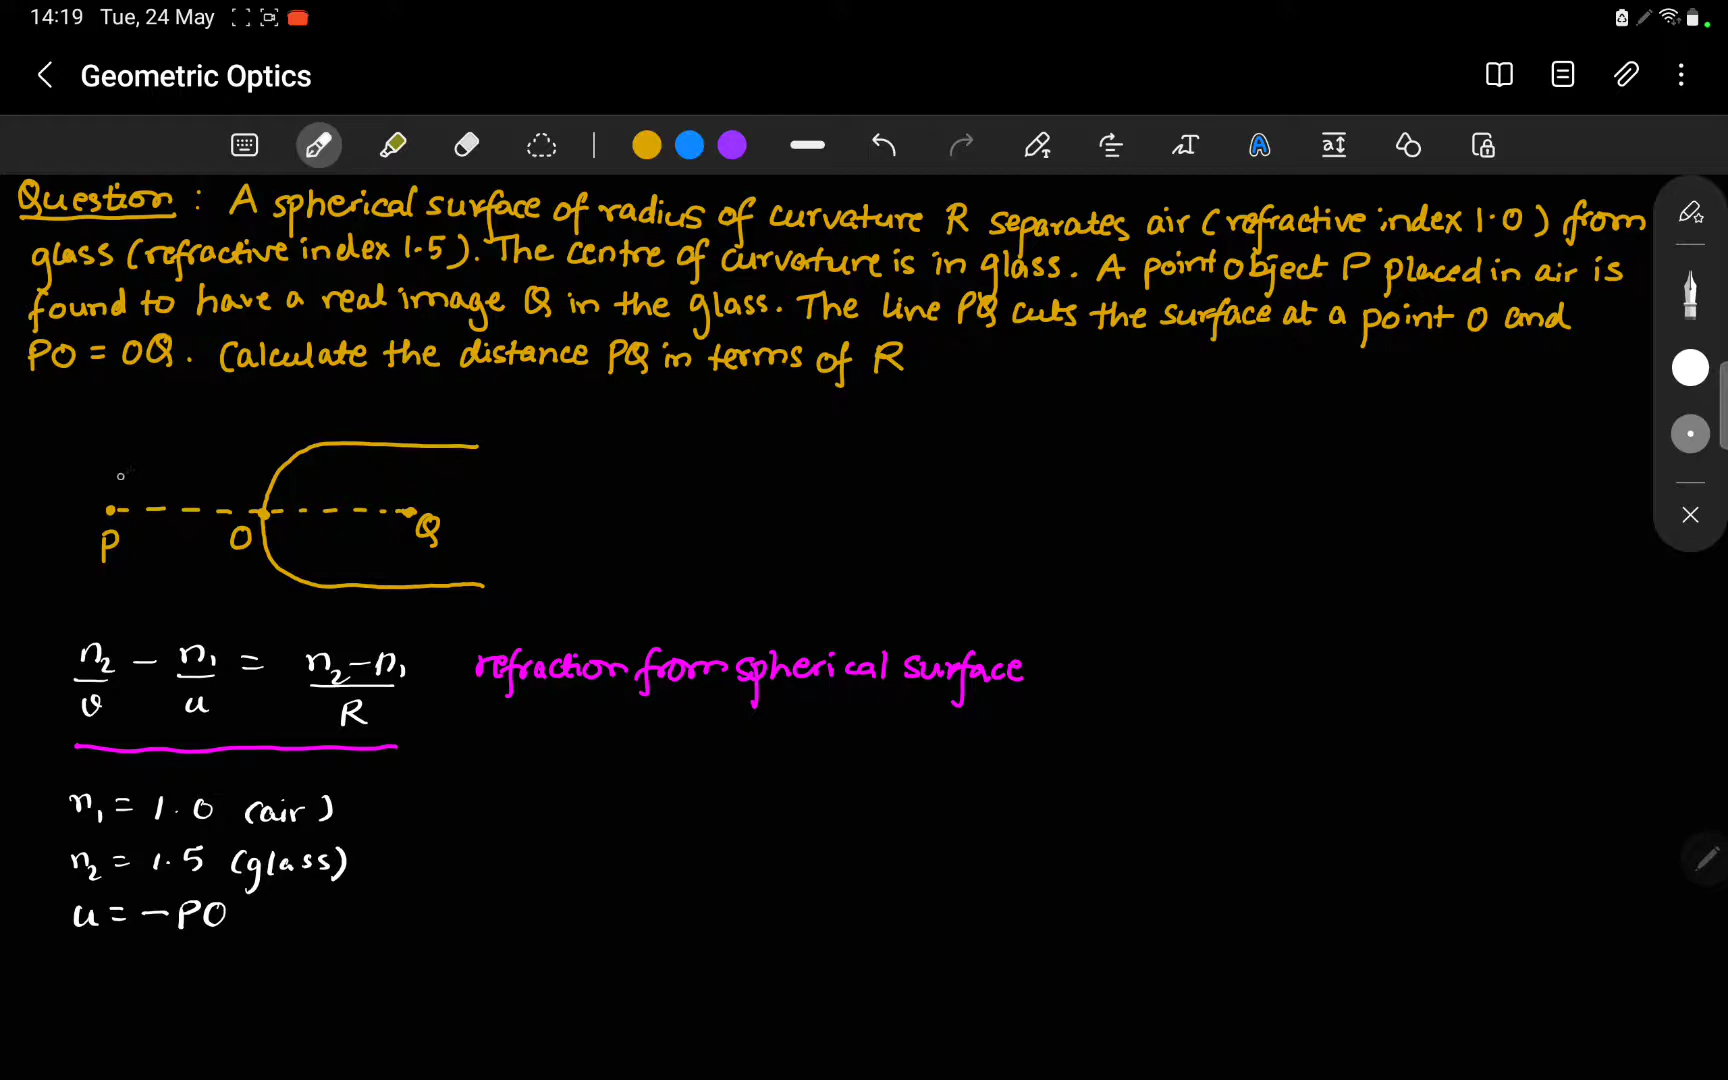 14:19 Tue, 24 May
Geometric Optics
Question : A spherical surface of radius of curvature R separates air (refractive index 1.0) from
glass (refractive index 1.5). The centre of curvature is in glass. A point object P placed in air is
found to have a real image Q in the glass. The line PQ cuts the surface at a point O and
PO = OQ. Calculate the distance PQ in terms of R
P O Q
n₂/v − n₁/u = n₂−n₁/R refraction from spherical surface
n₁ = 1.0 (air)
n₂ = 1.5 (glass)
u = −PO